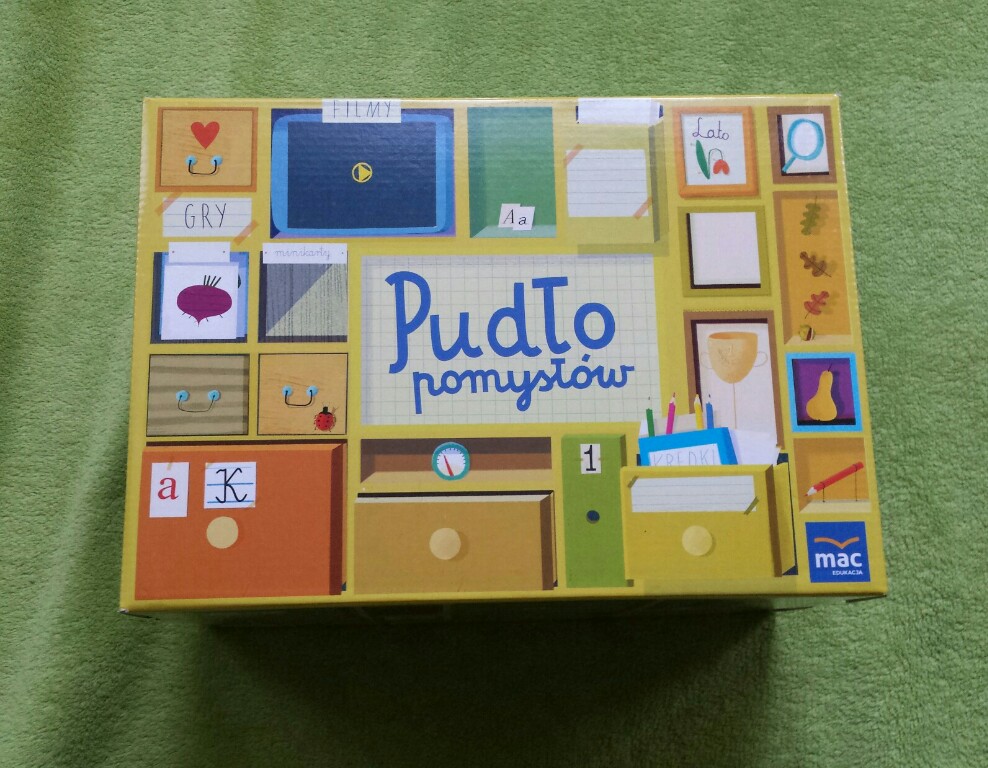 FILMY
Lato
Aa
GRY
minikarty
Pudło
pomysłów
KREDKI
1
a
K
mac
EDUKACJA